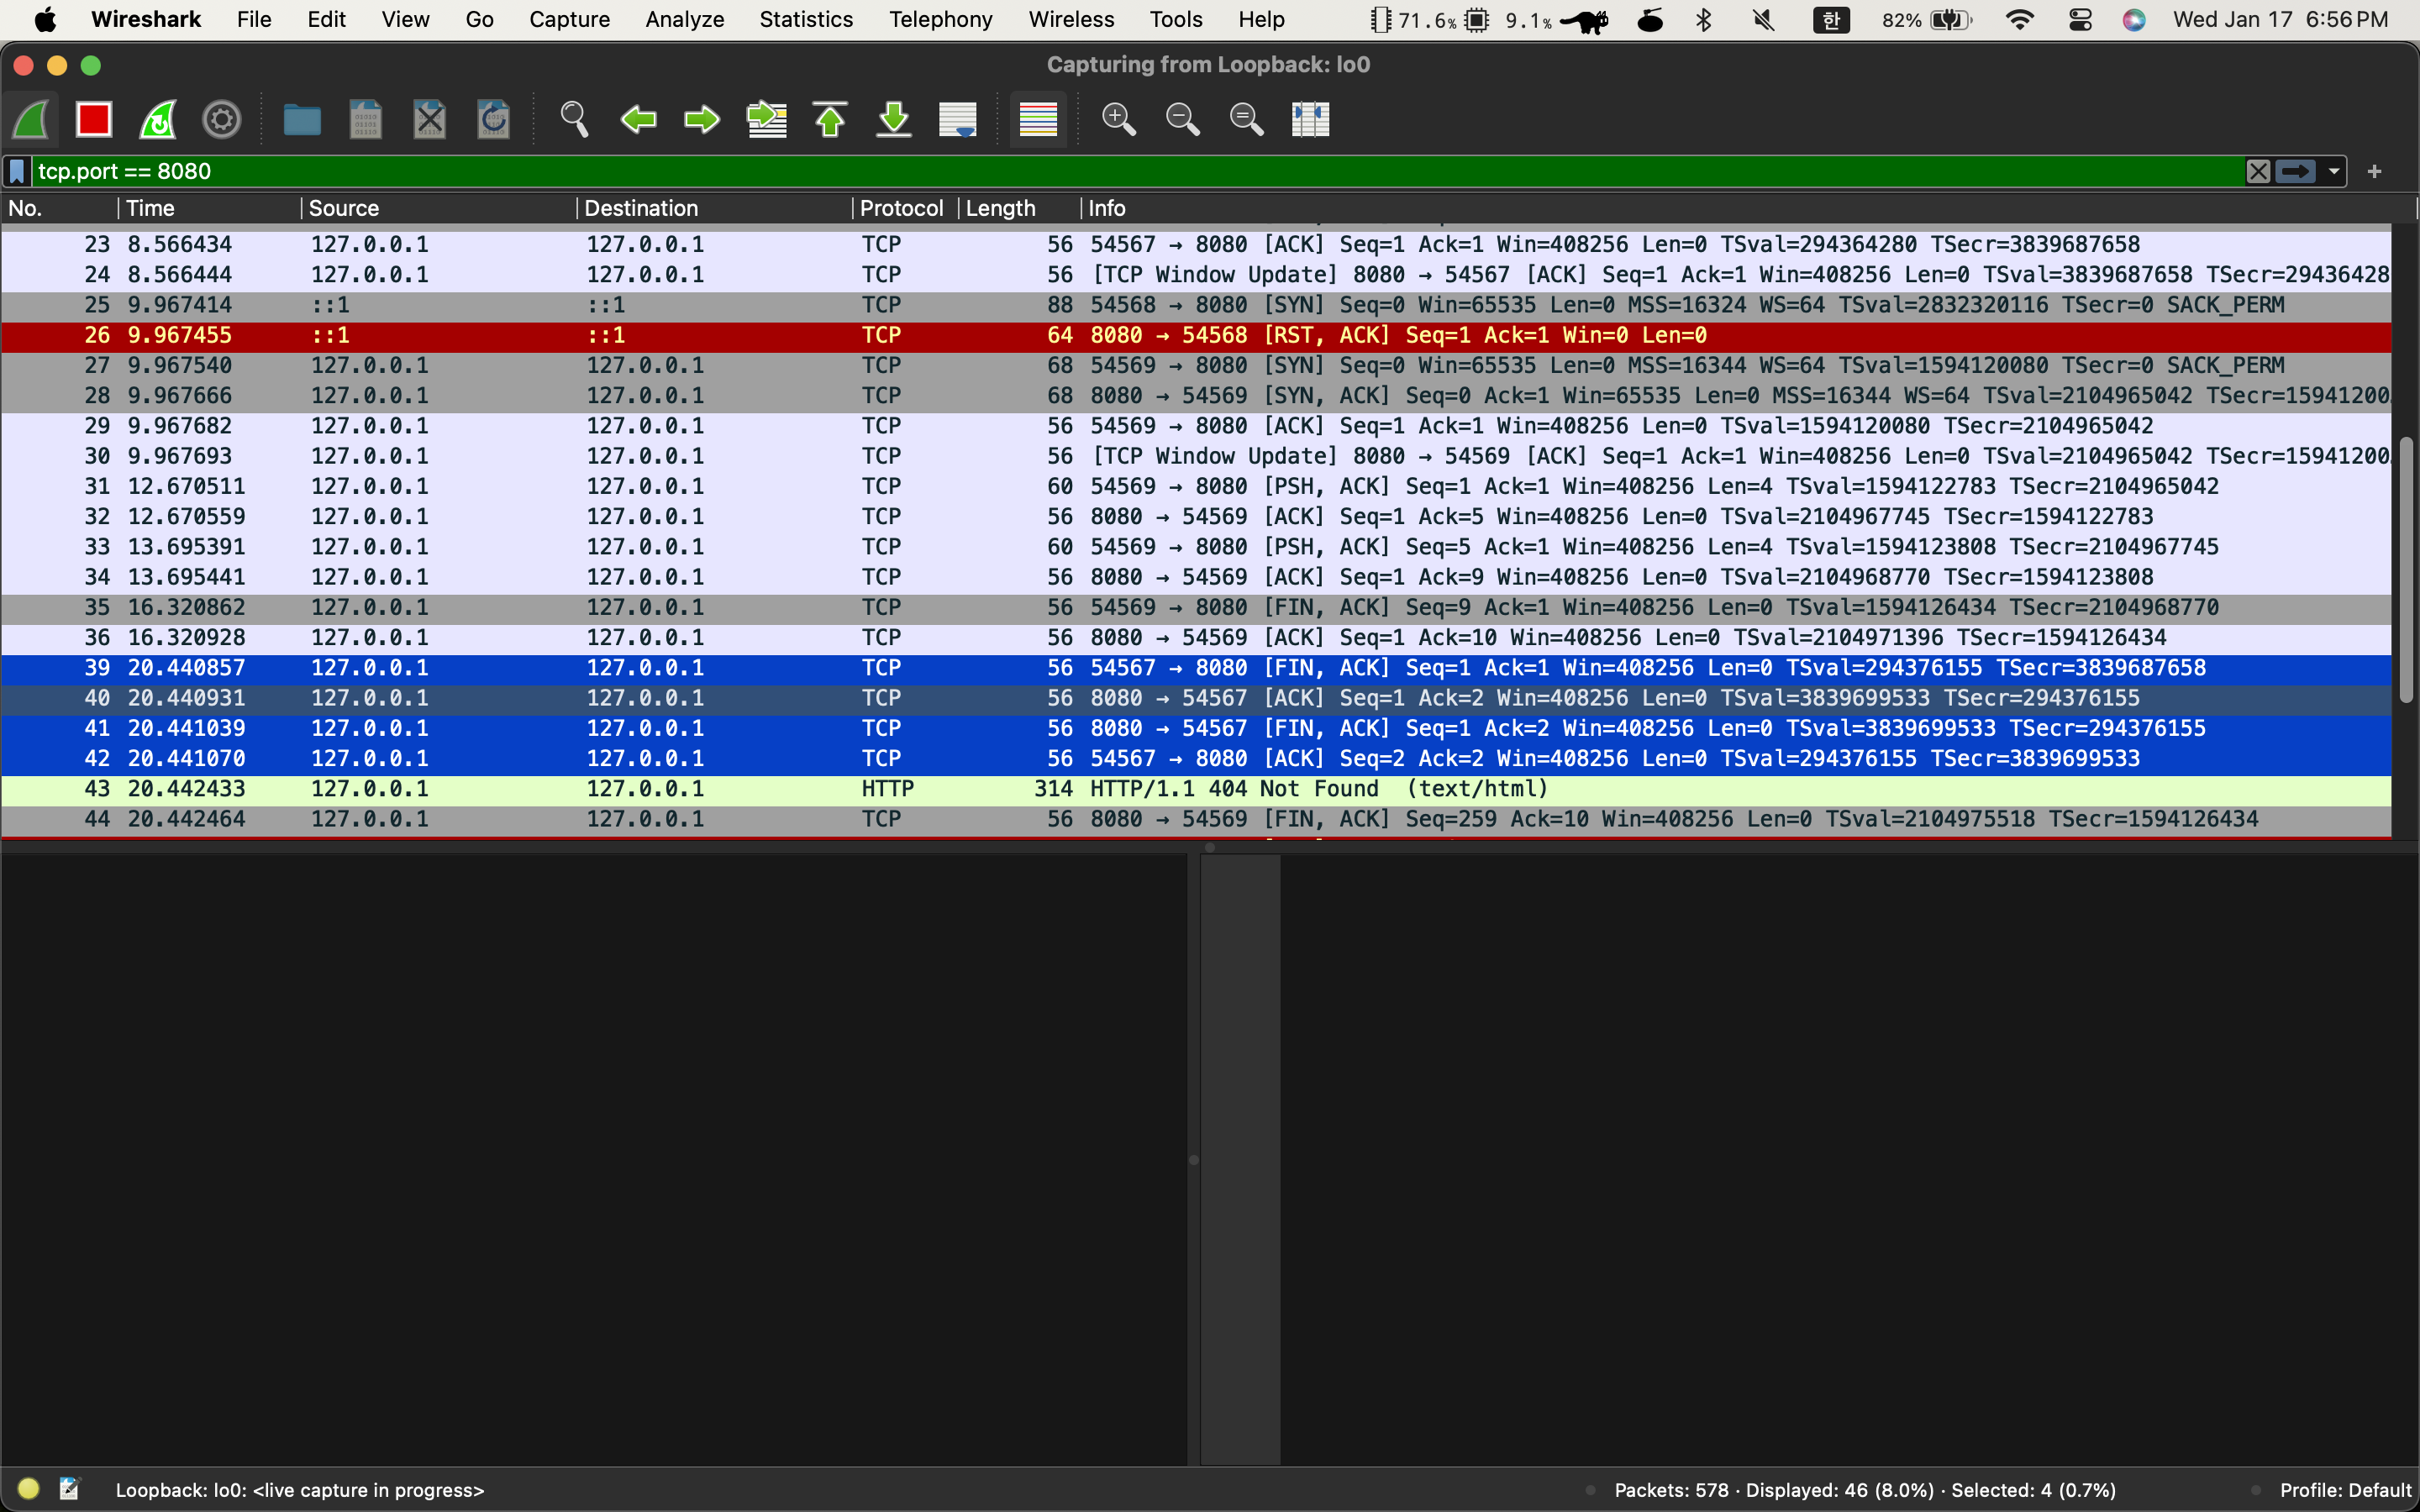 Wireshark File Edit View Go Capture Analyze Statistics Telephony Wireless Tools Help 71.6% 9.1% 한 82% Wed Jan 17 6:56 PM
Capturing from Loopback: lo0
tcp.port == 8080
No. Time Source Destination Protocol Length Info
23 8.566434 127.0.0.1 127.0.0.1 TCP 56 54567 → 8080 [ACK] Seq=1 Ack=1 Win=408256 Len=0 TSval=294364280 TSecr=3839687658
24 8.566444 127.0.0.1 127.0.0.1 TCP 56 [TCP Window Update] 8080 → 54567 [ACK] Seq=1 Ack=1 Win=408256 Len=0 TSval=3839687658 TSecr=29436428
25 9.967414 ::1 ::1 TCP 88 54568 → 8080 [SYN] Seq=0 Win=65535 Len=0 MSS=16324 WS=64 TSval=2832320116 TSecr=0 SACK_PERM
26 9.967455 ::1 ::1 TCP 64 8080 → 54568 [RST, ACK] Seq=1 Ack=1 Win=0 Len=0
27 9.967540 127.0.0.1 127.0.0.1 TCP 68 54569 → 8080 [SYN] Seq=0 Win=65535 Len=0 MSS=16344 WS=64 TSval=1594120080 TSecr=0 SACK_PERM
28 9.967666 127.0.0.1 127.0.0.1 TCP 68 8080 → 54569 [SYN, ACK] Seq=0 Ack=1 Win=65535 Len=0 MSS=16344 WS=64 TSval=2104965042 TSecr=15941200
29 9.967682 127.0.0.1 127.0.0.1 TCP 56 54569 → 8080 [ACK] Seq=1 Ack=1 Win=408256 Len=0 TSval=1594120080 TSecr=2104965042
30 9.967693 127.0.0.1 127.0.0.1 TCP 56 [TCP Window Update] 8080 → 54569 [ACK] Seq=1 Ack=1 Win=408256 Len=0 TSval=2104965042 TSecr=15941200
31 12.670511 127.0.0.1 127.0.0.1 TCP 60 54569 → 8080 [PSH, ACK] Seq=1 Ack=1 Win=408256 Len=4 TSval=1594122783 TSecr=2104965042
32 12.670559 127.0.0.1 127.0.0.1 TCP 56 8080 → 54569 [ACK] Seq=1 Ack=5 Win=408256 Len=0 TSval=2104967745 TSecr=1594122783
33 13.695391 127.0.0.1 127.0.0.1 TCP 60 54569 → 8080 [PSH, ACK] Seq=5 Ack=1 Win=408256 Len=4 TSval=1594123808 TSecr=2104967745
34 13.695441 127.0.0.1 127.0.0.1 TCP 56 8080 → 54569 [ACK] Seq=1 Ack=9 Win=408256 Len=0 TSval=2104968770 TSecr=1594123808
35 16.320862 127.0.0.1 127.0.0.1 TCP 56 54569 → 8080 [FIN, ACK] Seq=9 Ack=1 Win=408256 Len=0 TSval=1594126434 TSecr=2104968770
36 16.320928 127.0.0.1 127.0.0.1 TCP 56 8080 → 54569 [ACK] Seq=1 Ack=10 Win=408256 Len=0 TSval=2104971396 TSecr=1594126434
39 20.440857 127.0.0.1 127.0.0.1 TCP 56 54567 → 8080 [FIN, ACK] Seq=1 Ack=1 Win=408256 Len=0 TSval=294376155 TSecr=3839687658
40 20.440931 127.0.0.1 127.0.0.1 TCP 56 8080 → 54567 [ACK] Seq=1 Ack=2 Win=408256 Len=0 TSval=3839699533 TSecr=294376155
41 20.441039 127.0.0.1 127.0.0.1 TCP 56 8080 → 54567 [FIN, ACK] Seq=1 Ack=2 Win=408256 Len=0 TSval=3839699533 TSecr=294376155
42 20.441070 127.0.0.1 127.0.0.1 TCP 56 54567 → 8080 [ACK] Seq=2 Ack=2 Win=408256 Len=0 TSval=294376155 TSecr=3839699533
43 20.442433 127.0.0.1 127.0.0.1 HTTP 314 HTTP/1.1 404 Not Found (text/html)
44 20.442464 127.0.0.1 127.0.0.1 TCP 56 8080 → 54569 [FIN, ACK] Seq=259 Ack=10 Win=408256 Len=0 TSval=2104975518 TSecr=1594126434
Loopback: lo0: <live capture in progress> Packets: 578 · Displayed: 46 (8.0%) · Selected: 4 (0.7%) Profile: Default